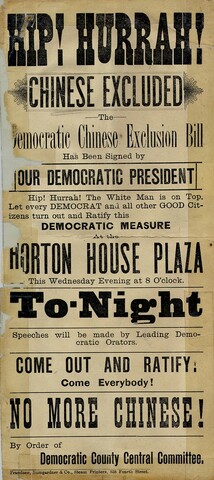 HIP! HURRAH!
CHINESE EXCLUDED
The
Democratic Chinese Exclusion Bill
Has Been Signed by
OUR DEMOCRATIC PRESIDENT
Hip! Hurrah! The White Man is on Top,
Let every DEMOCRAT and all other GOOD Cit-
izens turn out and Ratify this
DEMOCRATIC MEASURE
At the
HORTON HOUSE PLAZA
This Wednesday Evening at 8 O'clock.
To-Night
Speeches will be made by Leading Demo-
cratic Orators.
COME OUT AND RATIFY!
Come Everybody!
NO MORE CHINESE!
By Order of
Democratic County Central Committee.
& Co., Steam Printers, Fourth Street.